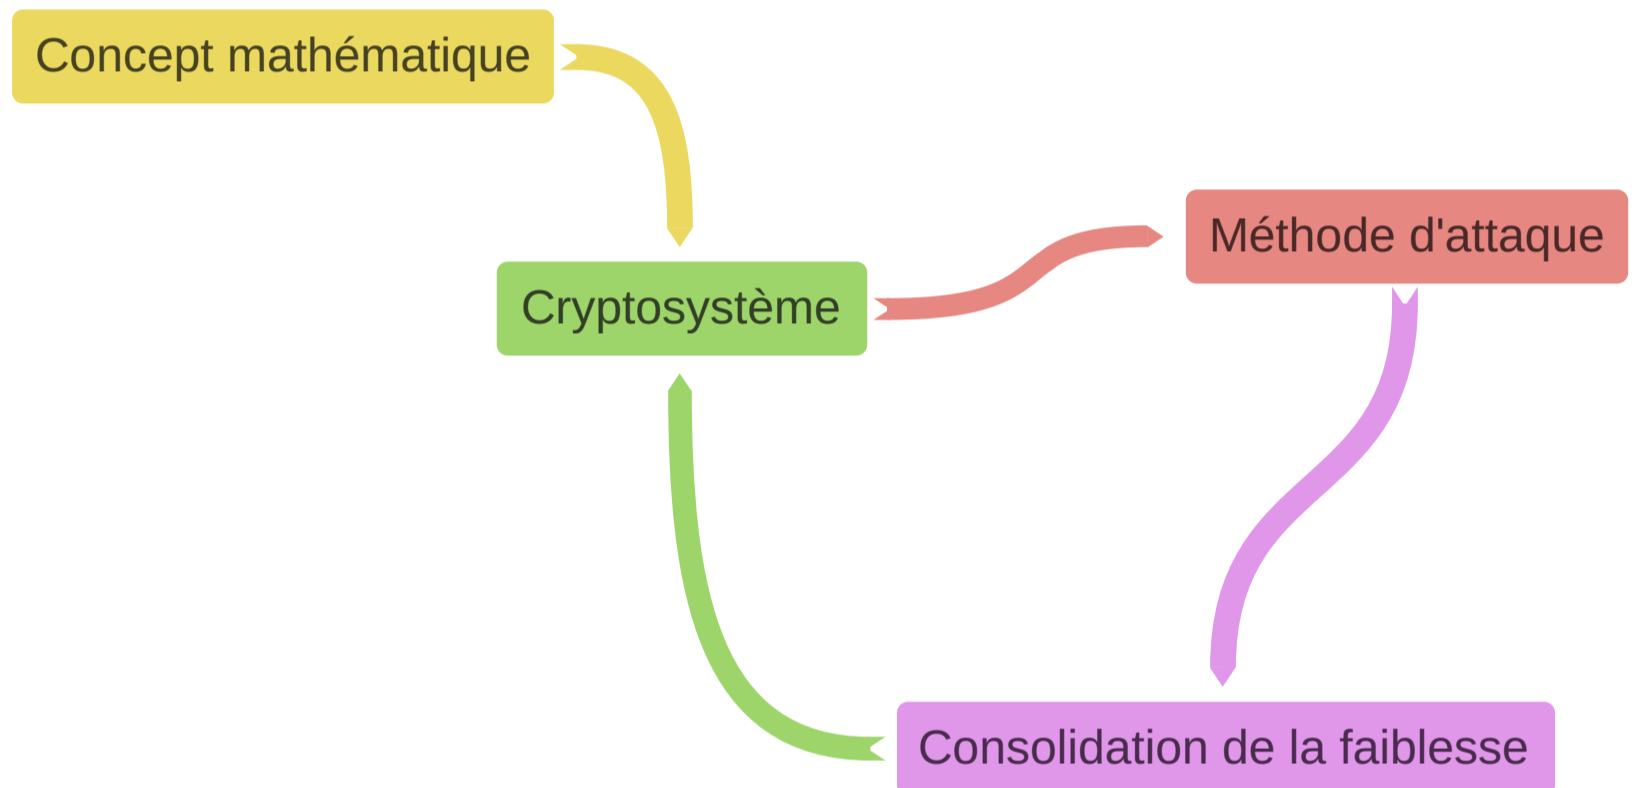 Concept mathématique
Méthode d'attaque
Cryptosystème
Consolidation de la faiblesse